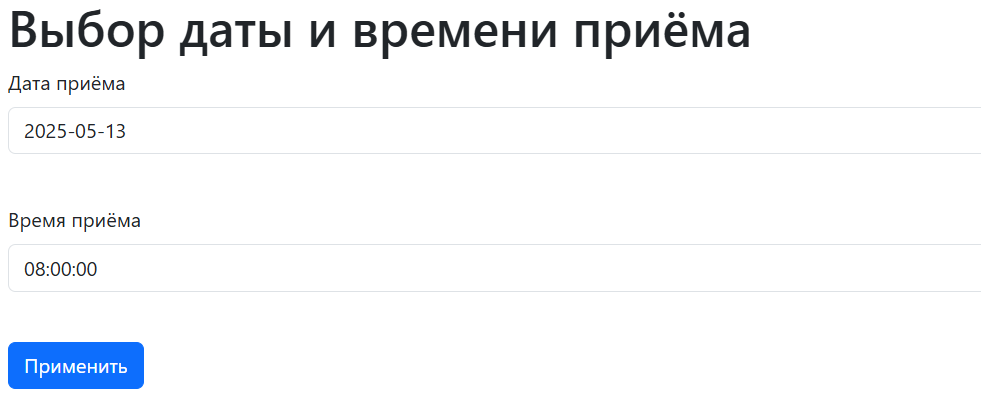 Выбор даты и времени приёма
Дата приёма
2025-05-13
Время приёма
08:00:00
Применить